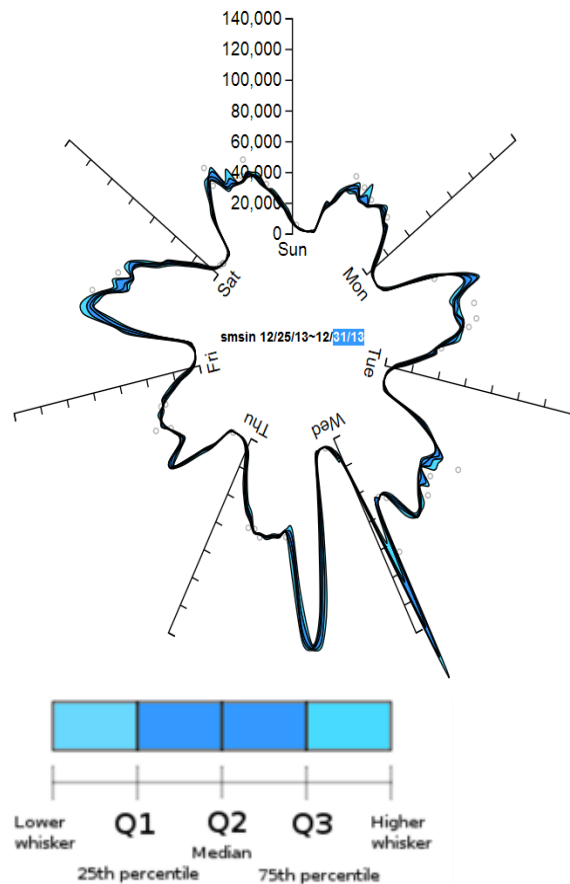 140,000
120,000
100,000
80,000
60,000
40,000
20,000
0
Sun
Mon
Tue
Wed
Thu
Fri
Sat
smsin 12/25/13~12/31/13
Lower whisker
Q1
25th percentile
Q2
Median
Q3
75th percentile
Higher whisker